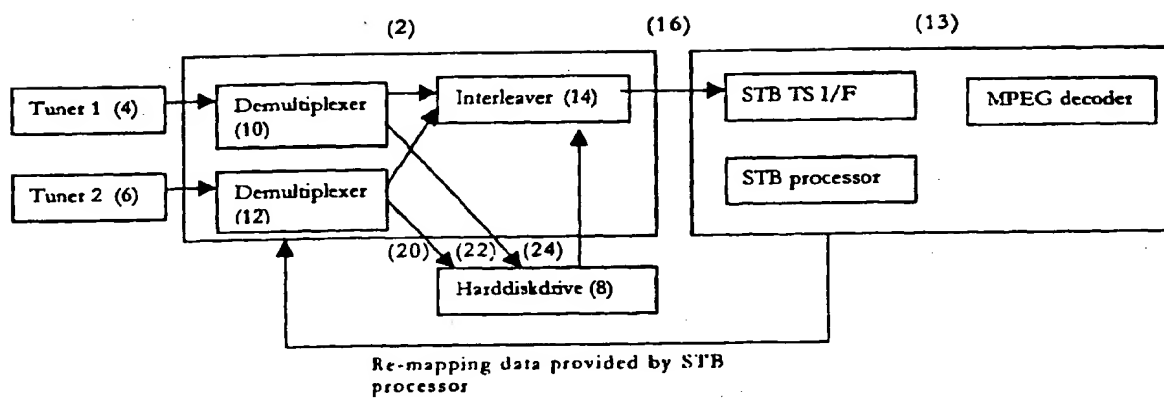 (2) (16) (13)
Tuner 1 (4)
Demultiplexer
(10)
Interleaver (14)
STB TS I/F
MPEG decoder
Tuner 2 (6)
Demultiplexer
(12)
STB processor
(20) (22) (24)
Harddiskdrive (8)
Re-mapping data provided by STB
processor